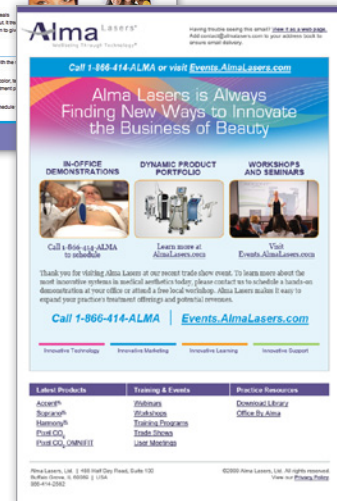 Alma Lasers®
Wellbeing Through Technology®
Having trouble seeing this email? View it as a web page.
Add contact@almalasers.com to your address book to
ensure email delivery.
Call 1-866-414-ALMA or visit Events.AlmaLasers.com
Alma Lasers is Always
Finding New Ways to Innovate
the Business of Beauty
IN-OFFICE
DEMONSTRATIONS
DYNAMIC PRODUCT
PORTFOLIO
WORKSHOPS
AND SEMINARS
Call 1-866-414-ALMA
to schedule
Learn more at
AlmaLasers.com
Visit
Events.AlmaLasers.com
Thank you for visiting Alma Lasers at our recent trade show event. To learn more about the
most innovative systems in medical aesthetics today, please contact us to schedule a hands-on
demonstration at your office or attend a free local workshop. Alma Lasers makes it easy to
expand your practice's treatment offerings and potential revenues.
Call 1-866-414-ALMA | Events.AlmaLasers.com
Innovative Technology
Innovative Marketing
Innovative Learning
Innovative Support
Latest Products
Training & Events
Practice Resources
Accent
Soprano
Harmony
Pixel CO2
Pixel CO2 OMNIFIT
Webinars
Workshops
Training Programs
Trade Shows
User Meetings
Download Library
Office By Alma
Alma Lasers, Ltd. | 485 Half Day Road, Suite 100
Buffalo Grove, IL 60089 | USA
866-414-2562
©2009 Alma Lasers, Ltd. All rights reserved
View our Privacy Policy